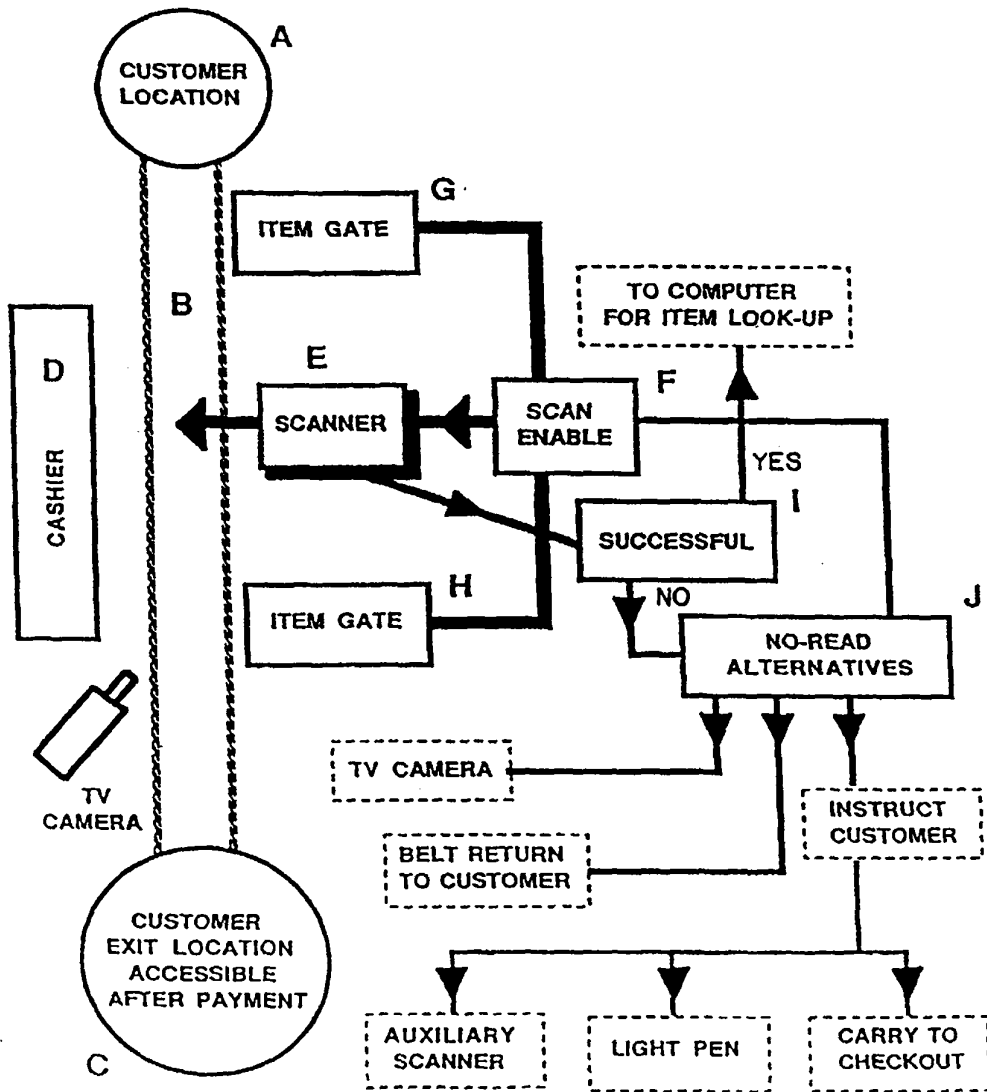 A
CUSTOMER
LOCATION
G
ITEM GATE
TO COMPUTER
FOR ITEM LOOK-UP
B
D
CASHIER
E
SCANNER
F
SCAN
ENABLE
YES
I
SUCCESSFUL
NO
H
ITEM GATE
J
NO-READ
ALTERNATIVES
TV
CAMERA
TV CAMERA
INSTRUCT
CUSTOMER
BELT RETURN
TO CUSTOMER
CUSTOMER
EXIT LOCATION
ACCESSIBLE
AFTER PAYMENT
C
AUXILIARY
SCANNER
LIGHT PEN
CARRY TO
CHECKOUT